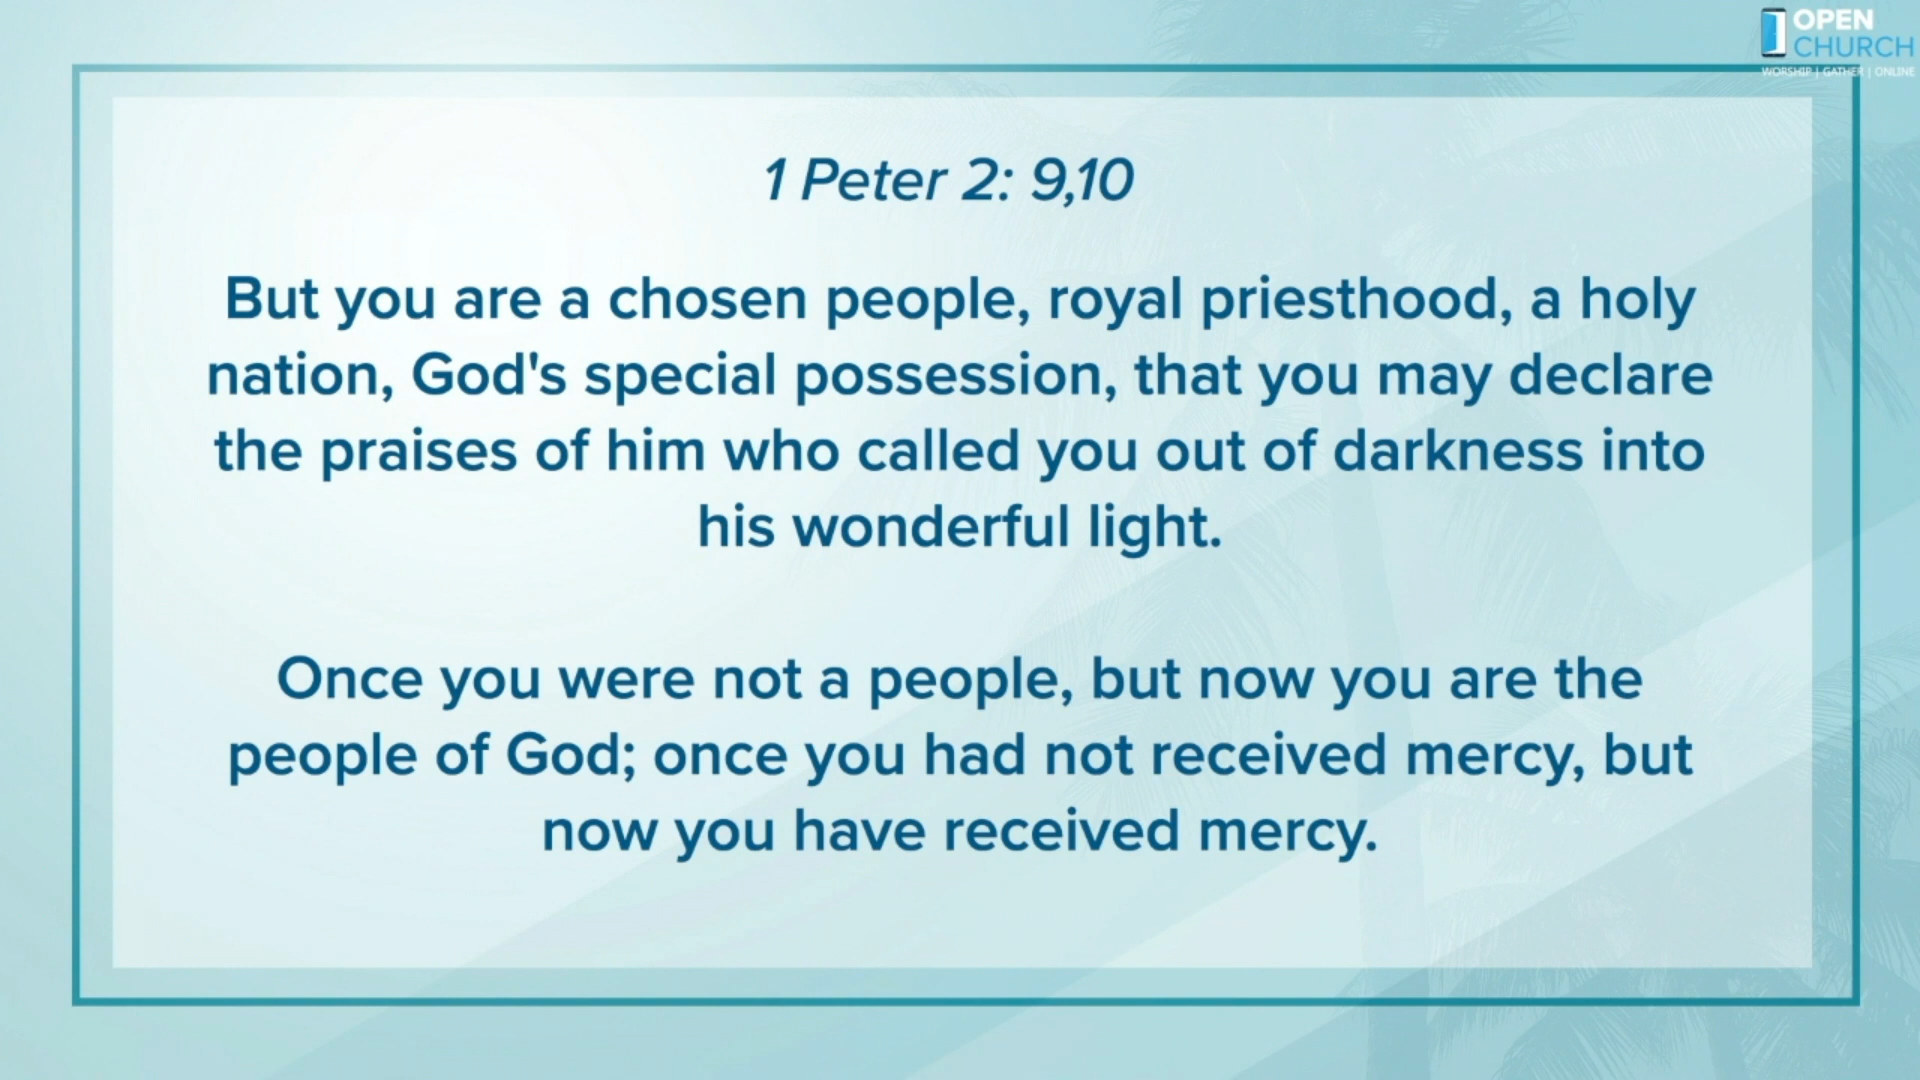 OPEN
CHURCH
WORSHIP | GATHER | ONLINE
1 Peter 2: 9,10
But you are a chosen people, royal priesthood, a holy
nation, God's special possession, that you may declare
the praises of him who called you out of darkness into
his wonderful light.
Once you were not a people, but now you are the
people of God; once you had not received mercy, but
now you have received mercy.